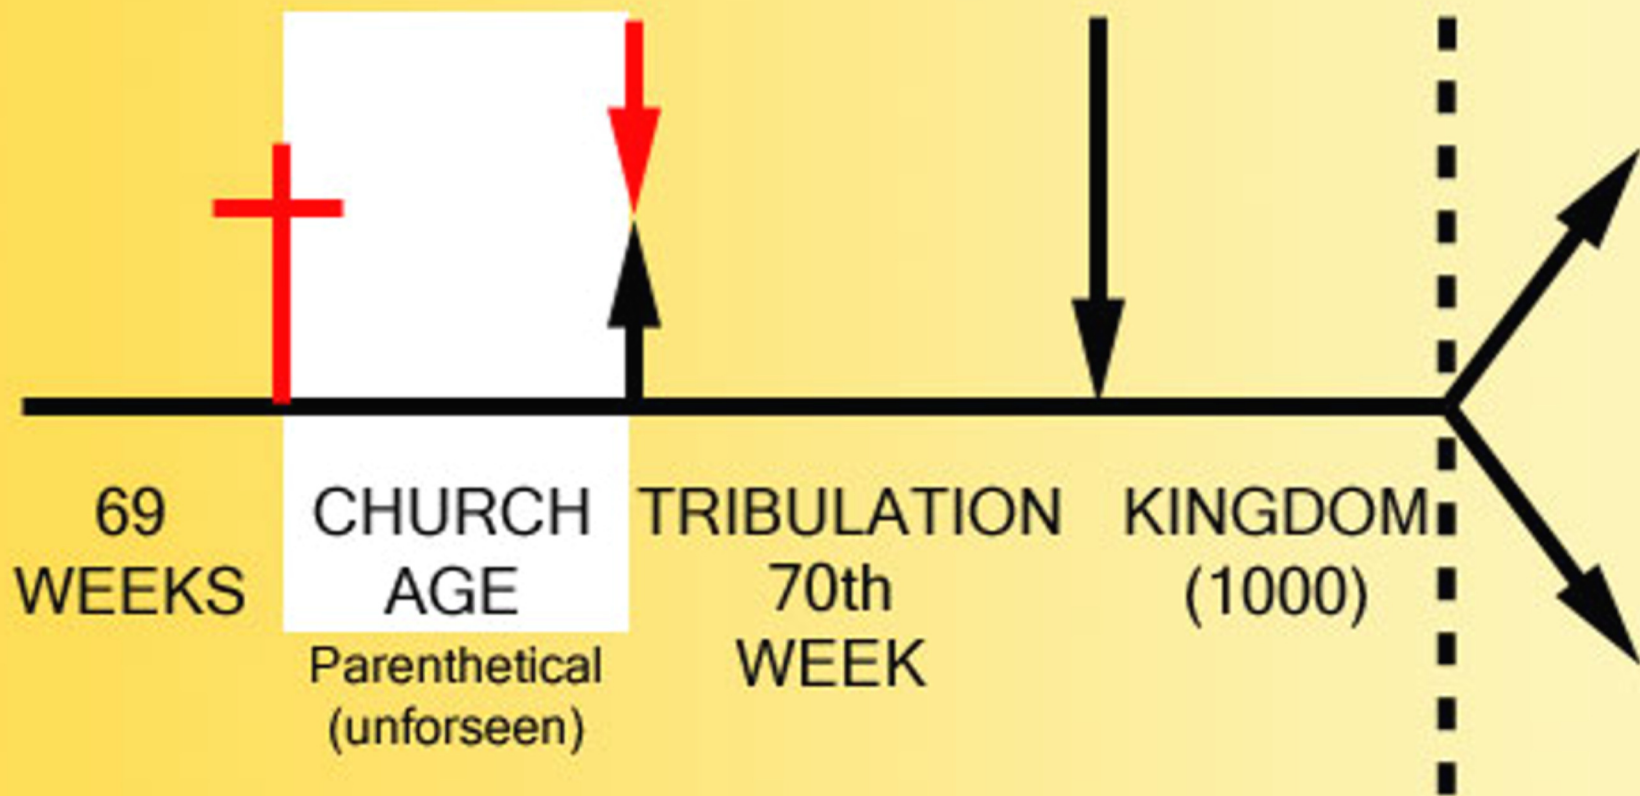 69
WEEKS
CHURCH
AGE
Parenthetical
(unforseen)
TRIBULATION
70th
WEEK
KINGDOM
(1000)